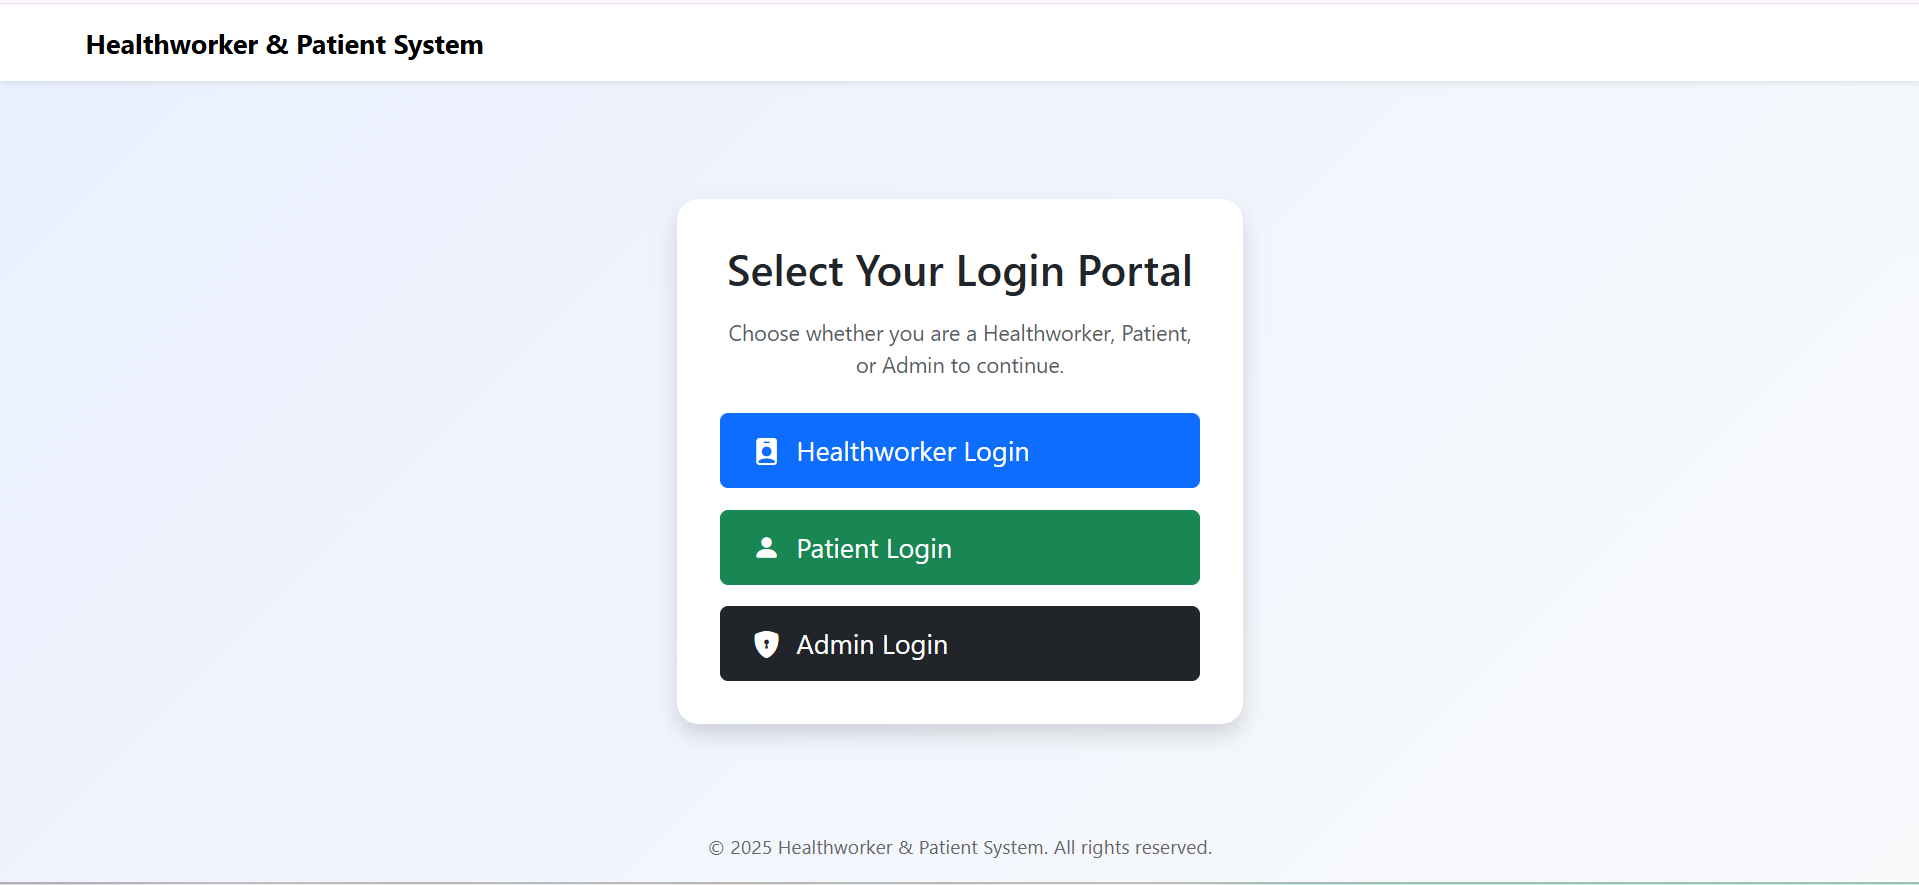 Healthworker & Patient System
Select Your Login Portal
Choose whether you are a Healthworker, Patient,
or Admin to continue.
Healthworker Login
Patient Login
Admin Login
© 2025 Healthworker & Patient System. All rights reserved.